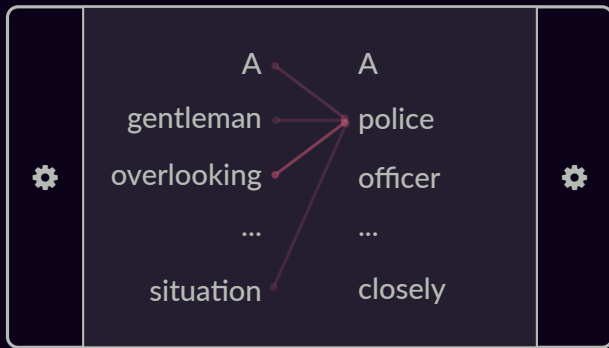 A A
gentleman police
overlooking officer
... ...
situation closely